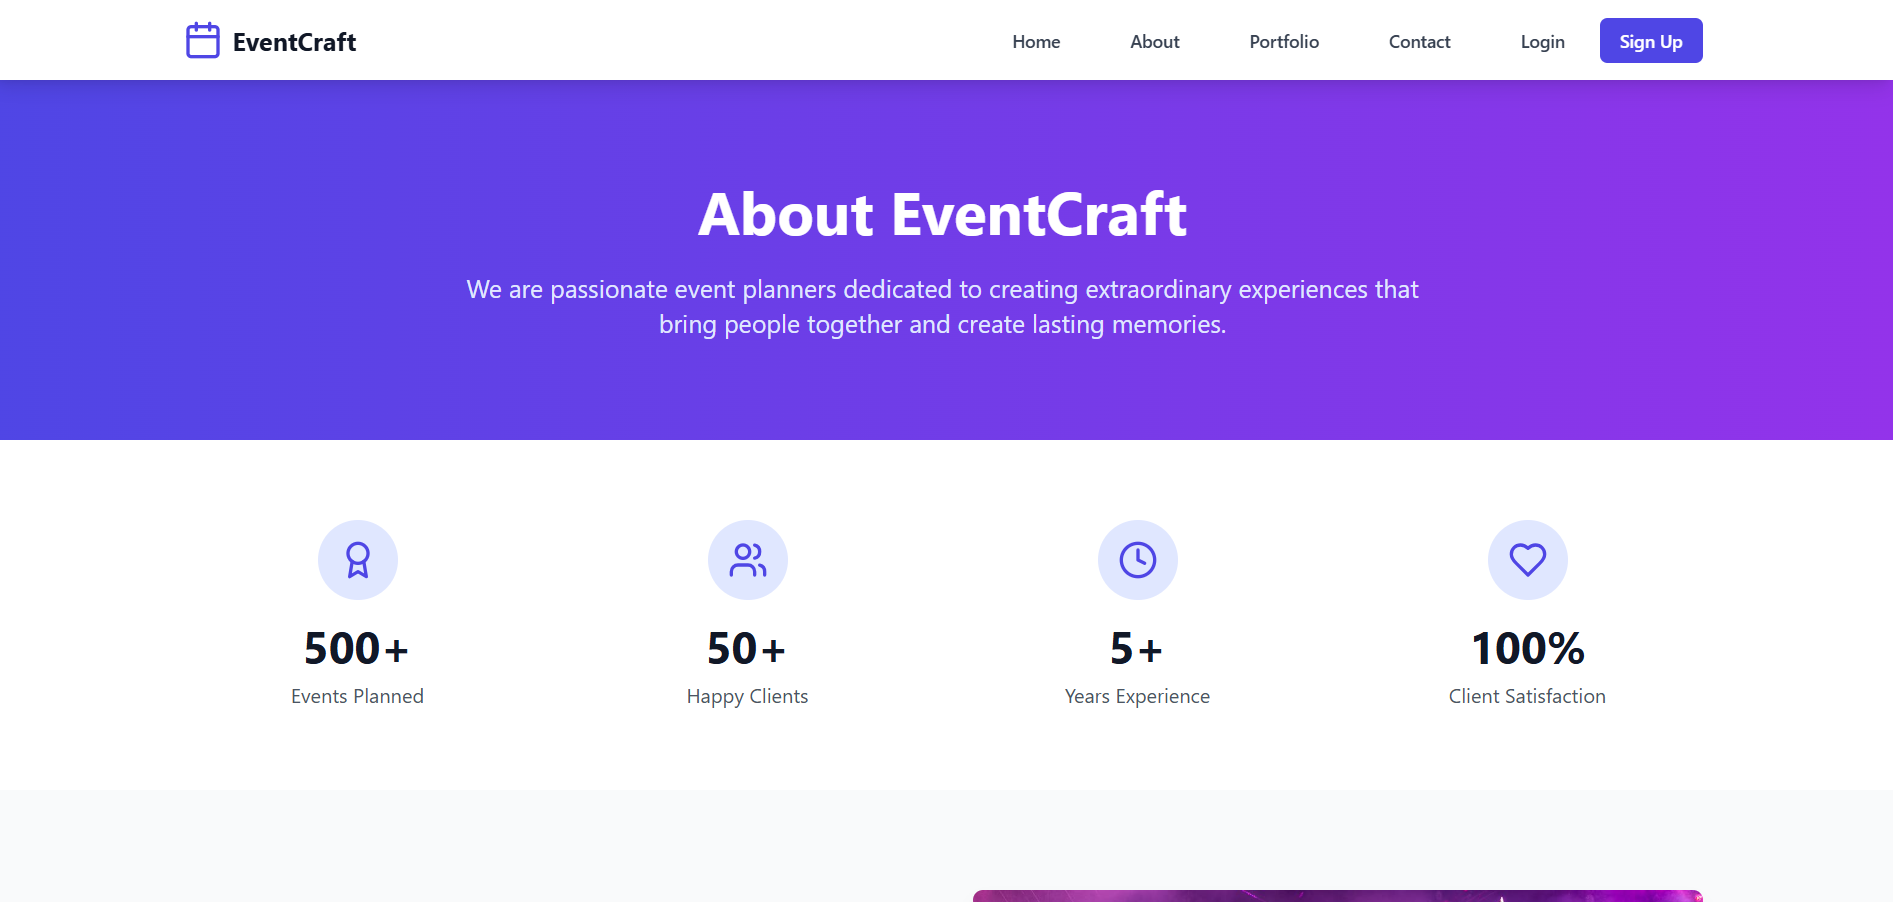 EventCraft
Home
About
Portfolio
Contact
Login
Sign Up
About EventCraft
We are passionate event planners dedicated to creating extraordinary experiences that
bring people together and create lasting memories.
500+
Events Planned
50+
Happy Clients
5+
Years Experience
100%
Client Satisfaction